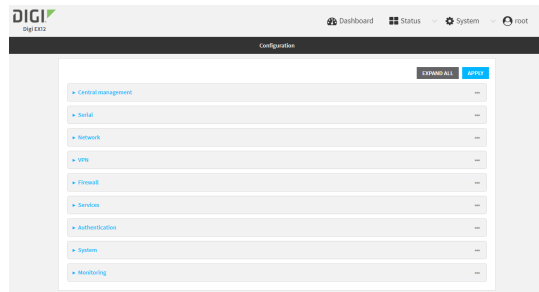 DIGI
Digi EX12
Dashboard Status System root
Configuration
EXPAND ALL APPLY
Central management
Serial
Network
VPN
Firewall
Services
Authentication
System
Monitoring